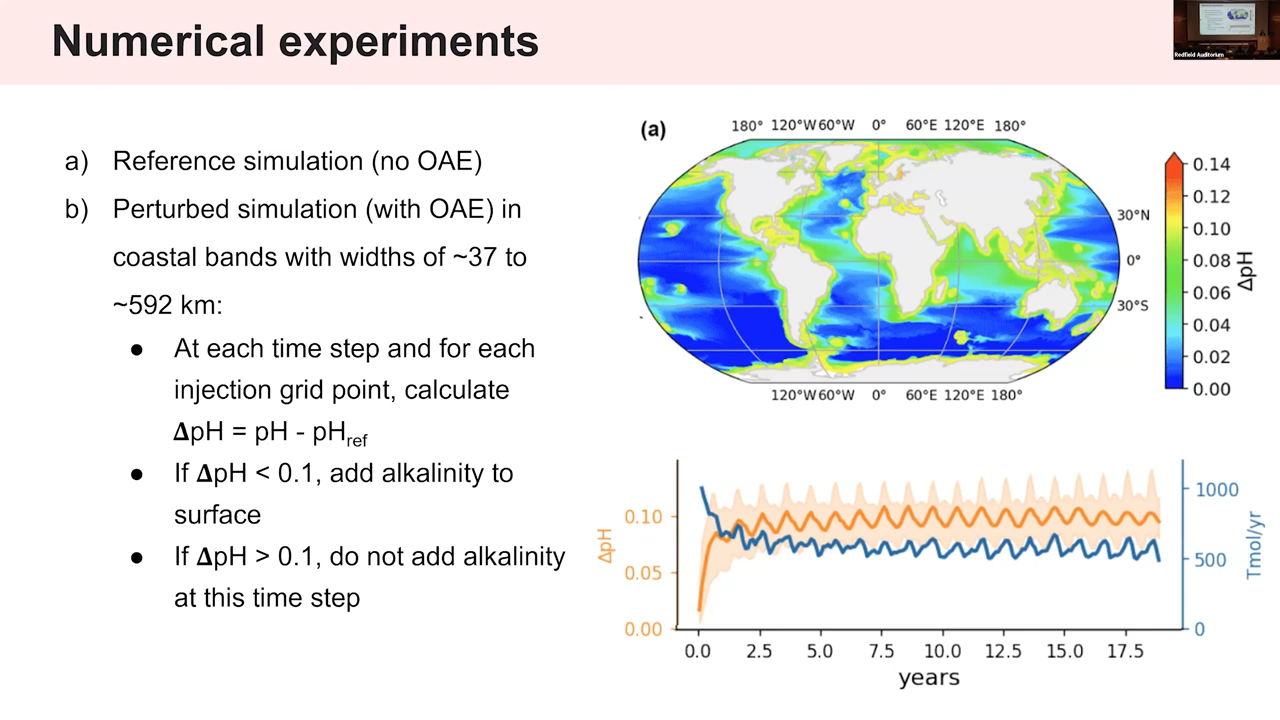 Numerical experiments
Redfield Auditorium
a) Reference simulation (no OAE)
b) Perturbed simulation (with OAE) in
coastal bands with widths of ~37 to
~592 km:
● At each time step and for each
injection grid point, calculate
ΔpH = pH - pHref
● If ΔpH < 0.1, add alkalinity to
surface
● If ΔpH > 0.1, do not add alkalinity
at this time step
(a)
180° 120°W 60°W 0° 60°E 120°E 180°
30°N
0°
30°S
120°W 60°W 0° 60°E 120°E 180°
0.14
0.12
0.10
0.08
0.06
0.04
0.02
0.00
ΔpH
0.10
0.05
0.00
ΔpH
1000
500
0
Tmol/yr
0.0 2.5 5.0 7.5 10.0 12.5 15.0 17.5
years